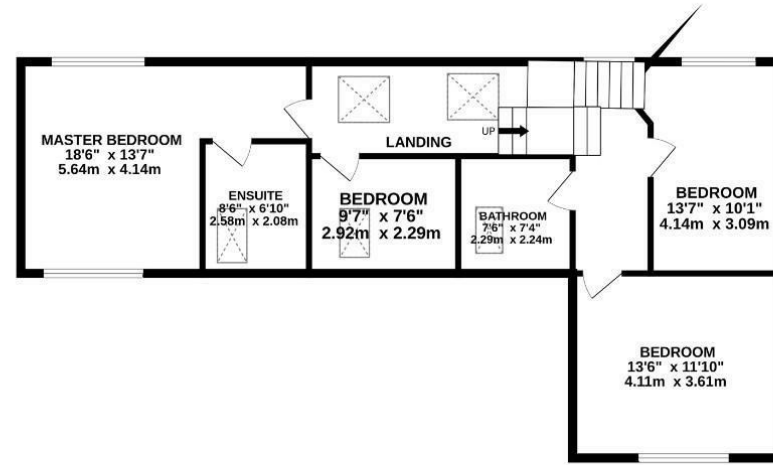 MASTER BEDROOM
18'6" x 13'7"
5.64m x 4.14m
UP
LANDING
ENSUITE
8'6" x 6'10"
2.58m x 2.08m
BEDROOM
9'7" x 7'6"
2.92m x 2.29m
BATHROOM
7'6" x 7'4"
2.29m x 2.24m
BEDROOM
13'7" x 10'1"
4.14m x 3.09m
BEDROOM
13'6" x 11'10"
4.11m x 3.61m